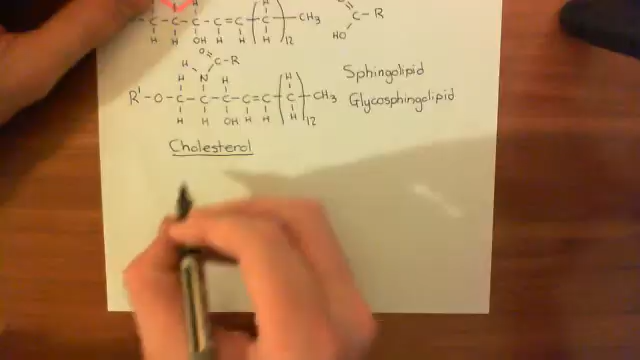 C-C-C-C=C-(C)-CH3
H H OH H H H 12
O C-R
HO
H O C-R
H N H H
R'-O-C-C-C-C=C-(C)-CH3
H H OH H H H 12
Sphingolipid
Glycosphingolipid
Cholesterol